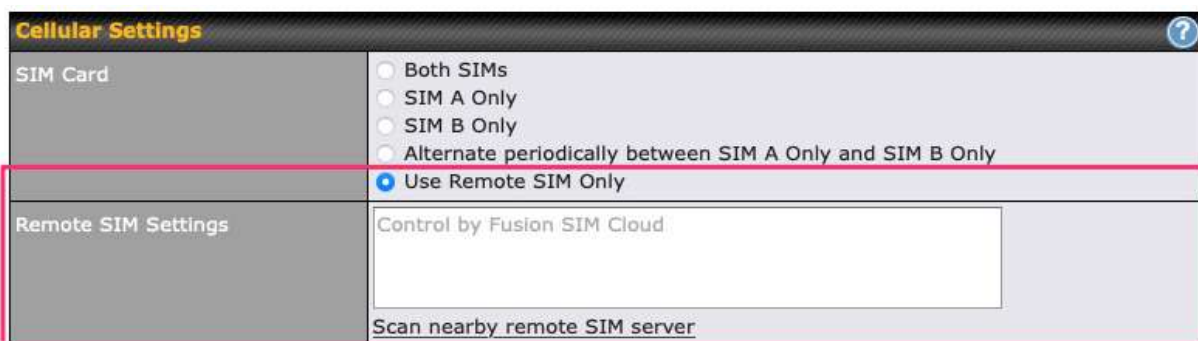 Cellular Settings
?
SIM Card
Both SIMs
SIM A Only
SIM B Only
Alternate periodically between SIM A Only and SIM B Only
Use Remote SIM Only
Remote SIM Settings
Control by Fusion SIM Cloud
Scan nearby remote SIM server